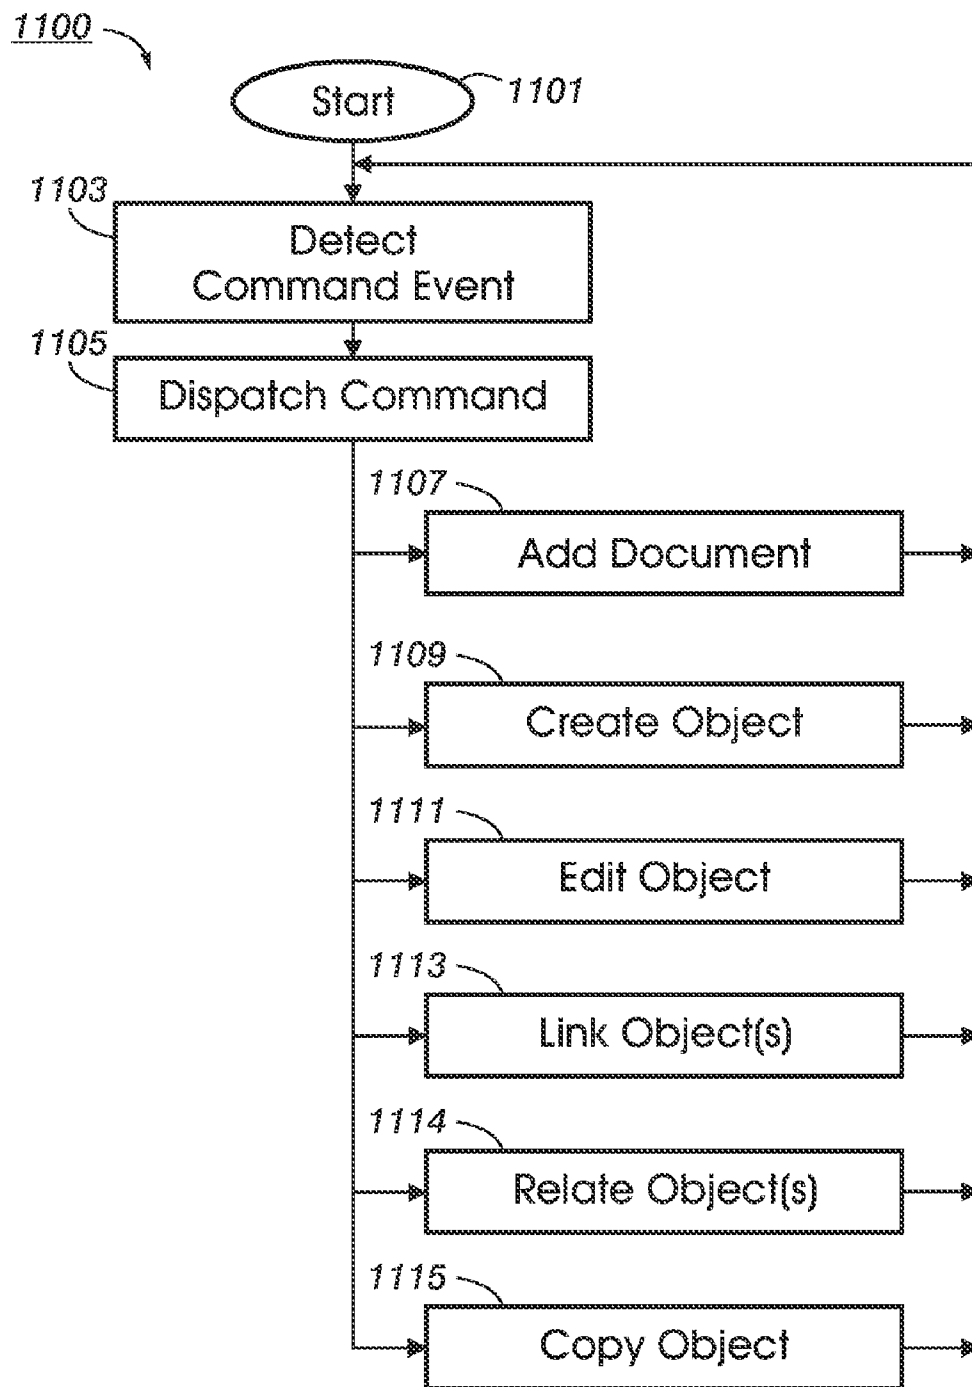 1100
Start
1101
1103
Detect
Command Event
1105
Dispatch Command
1107
Add Document
1109
Create Object
1111
Edit Object
1113
Link Object(s)
1114
Relate Object(s)
1115
Copy Object